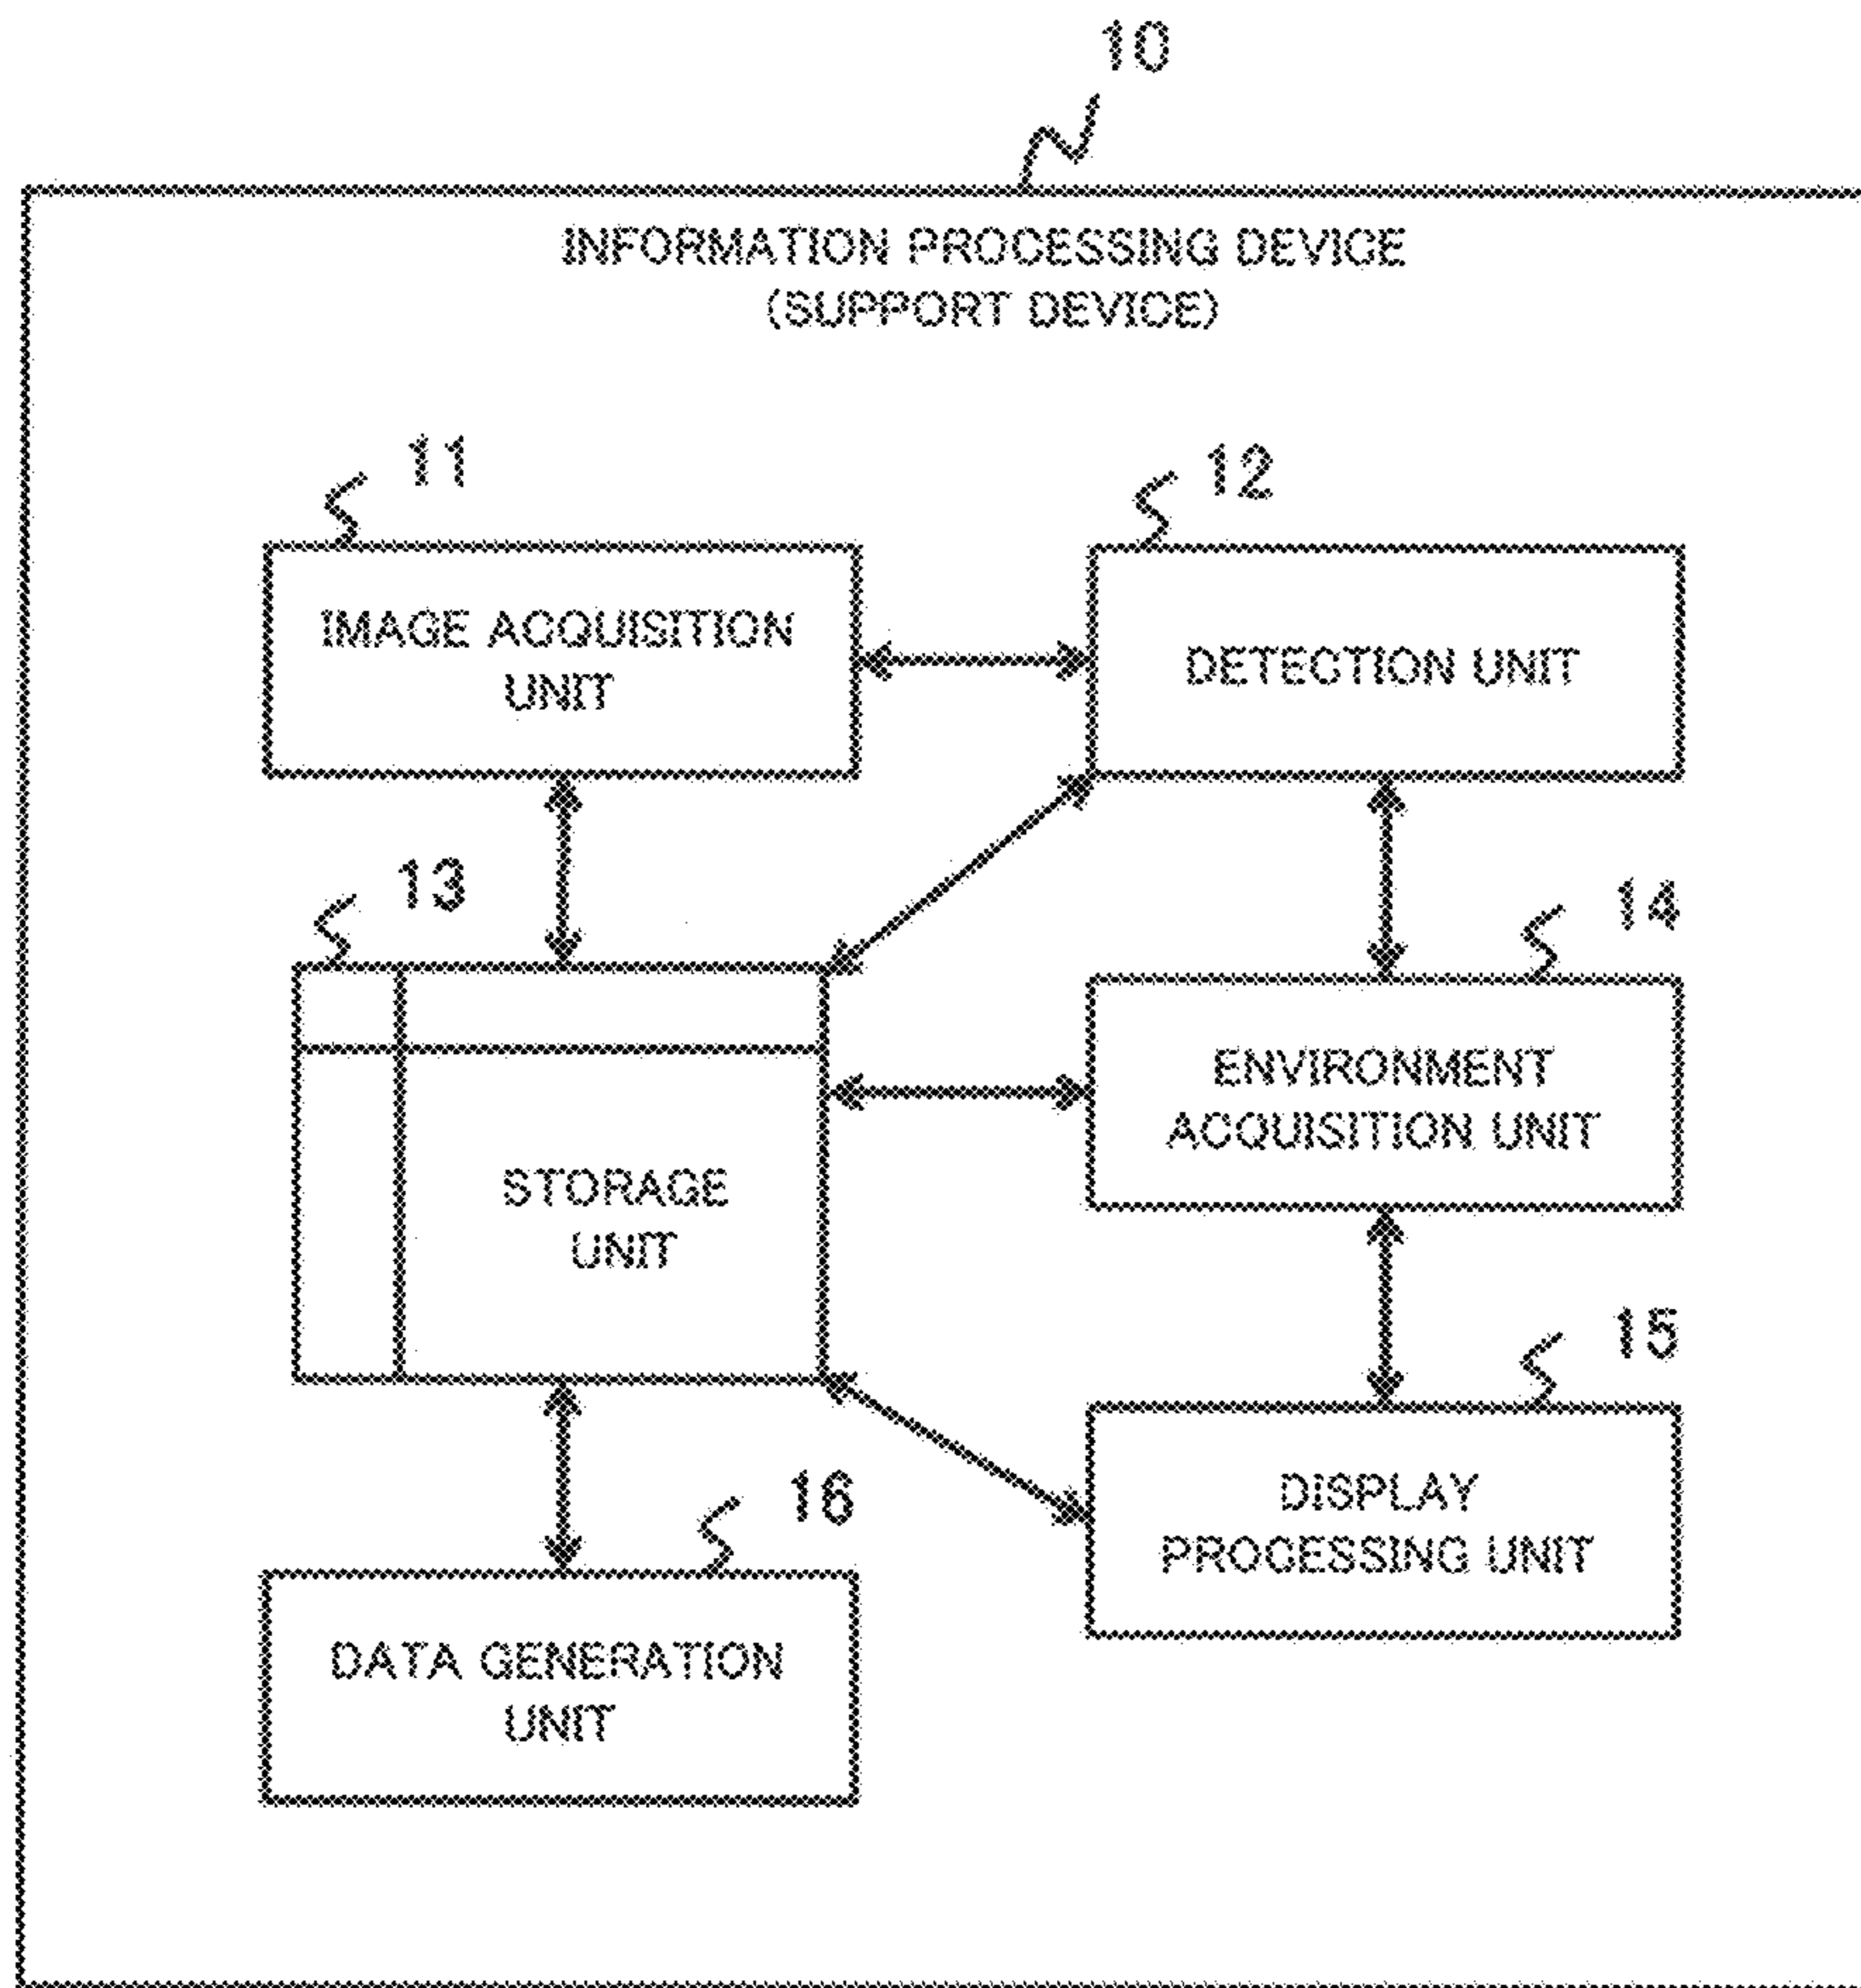 10
INFORMATION PROCESSING DEVICE
(SUPPORT DEVICE)
11
12
IMAGE ACQUISITION
UNIT
DETECTION UNIT
13
14
STORAGE
UNIT
ENVIRONMENT
ACQUISITION UNIT
15
16
DISPLAY
PROCESSING UNIT
DATA GENERATION
UNIT